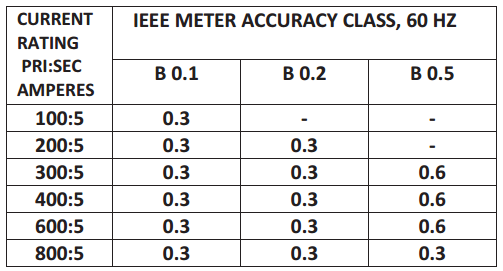 CURRENT RATING PRI:SEC AMPERES IEEE METER ACCURACY CLASS, 60 HZ
B 0.1 B 0.2 B 0.5
100:5 0.3 - -
200:5 0.3 0.3 -
300:5 0.3 0.3 0.6
400:5 0.3 0.3 0.6
600:5 0.3 0.3 0.6
800:5 0.3 0.3 0.3